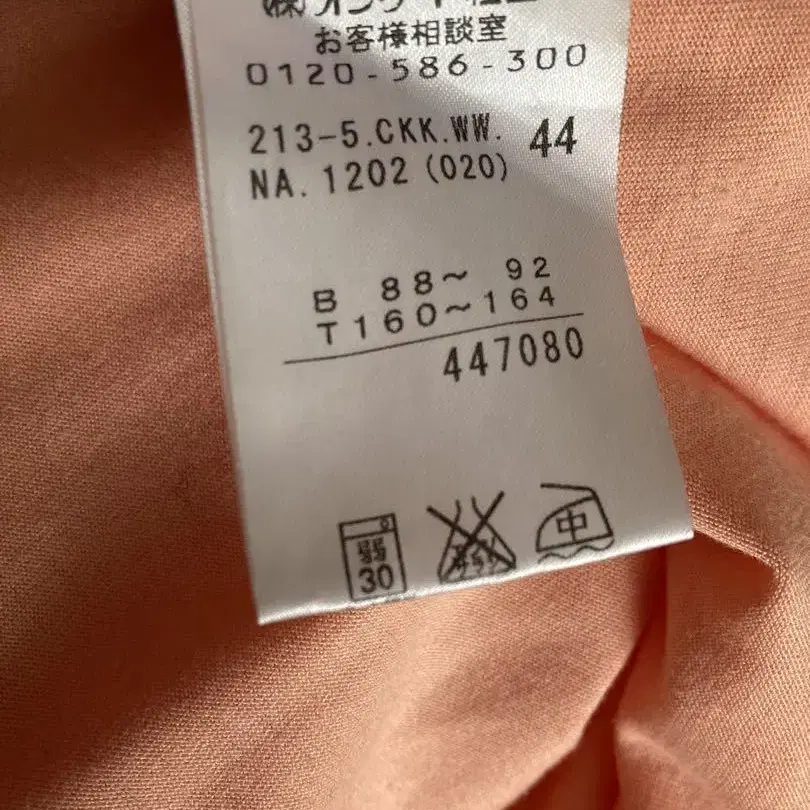 お客様相談室
0120-586-300
213-5.CKK.WW. 44
NA.1202(020)
B 88～ 92
T160～164
447080
弱
30
中